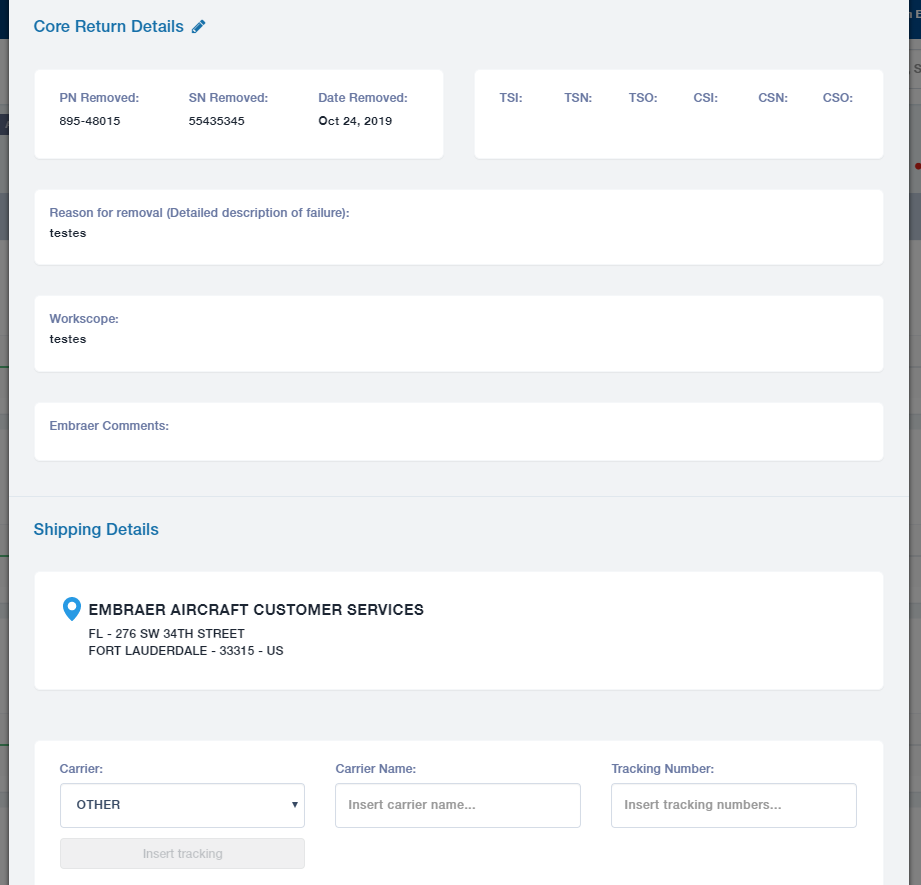 Core Return Details
PN Removed: SN Removed: Date Removed:
895-48015 55435345 Oct 24, 2019
TSI: TSN: TSO: CSI: CSN: CSO:
Reason for removal (Detailed description of failure):
testes
Workscope:
testes
Embraer Comments:
Shipping Details
EMBRAER AIRCRAFT CUSTOMER SERVICES
FL - 276 SW 34TH STREET
FORT LAUDERDALE - 33315 - US
Carrier: Carrier Name: Tracking Number:
OTHER Insert carrier name... Insert tracking numbers...
Insert tracking